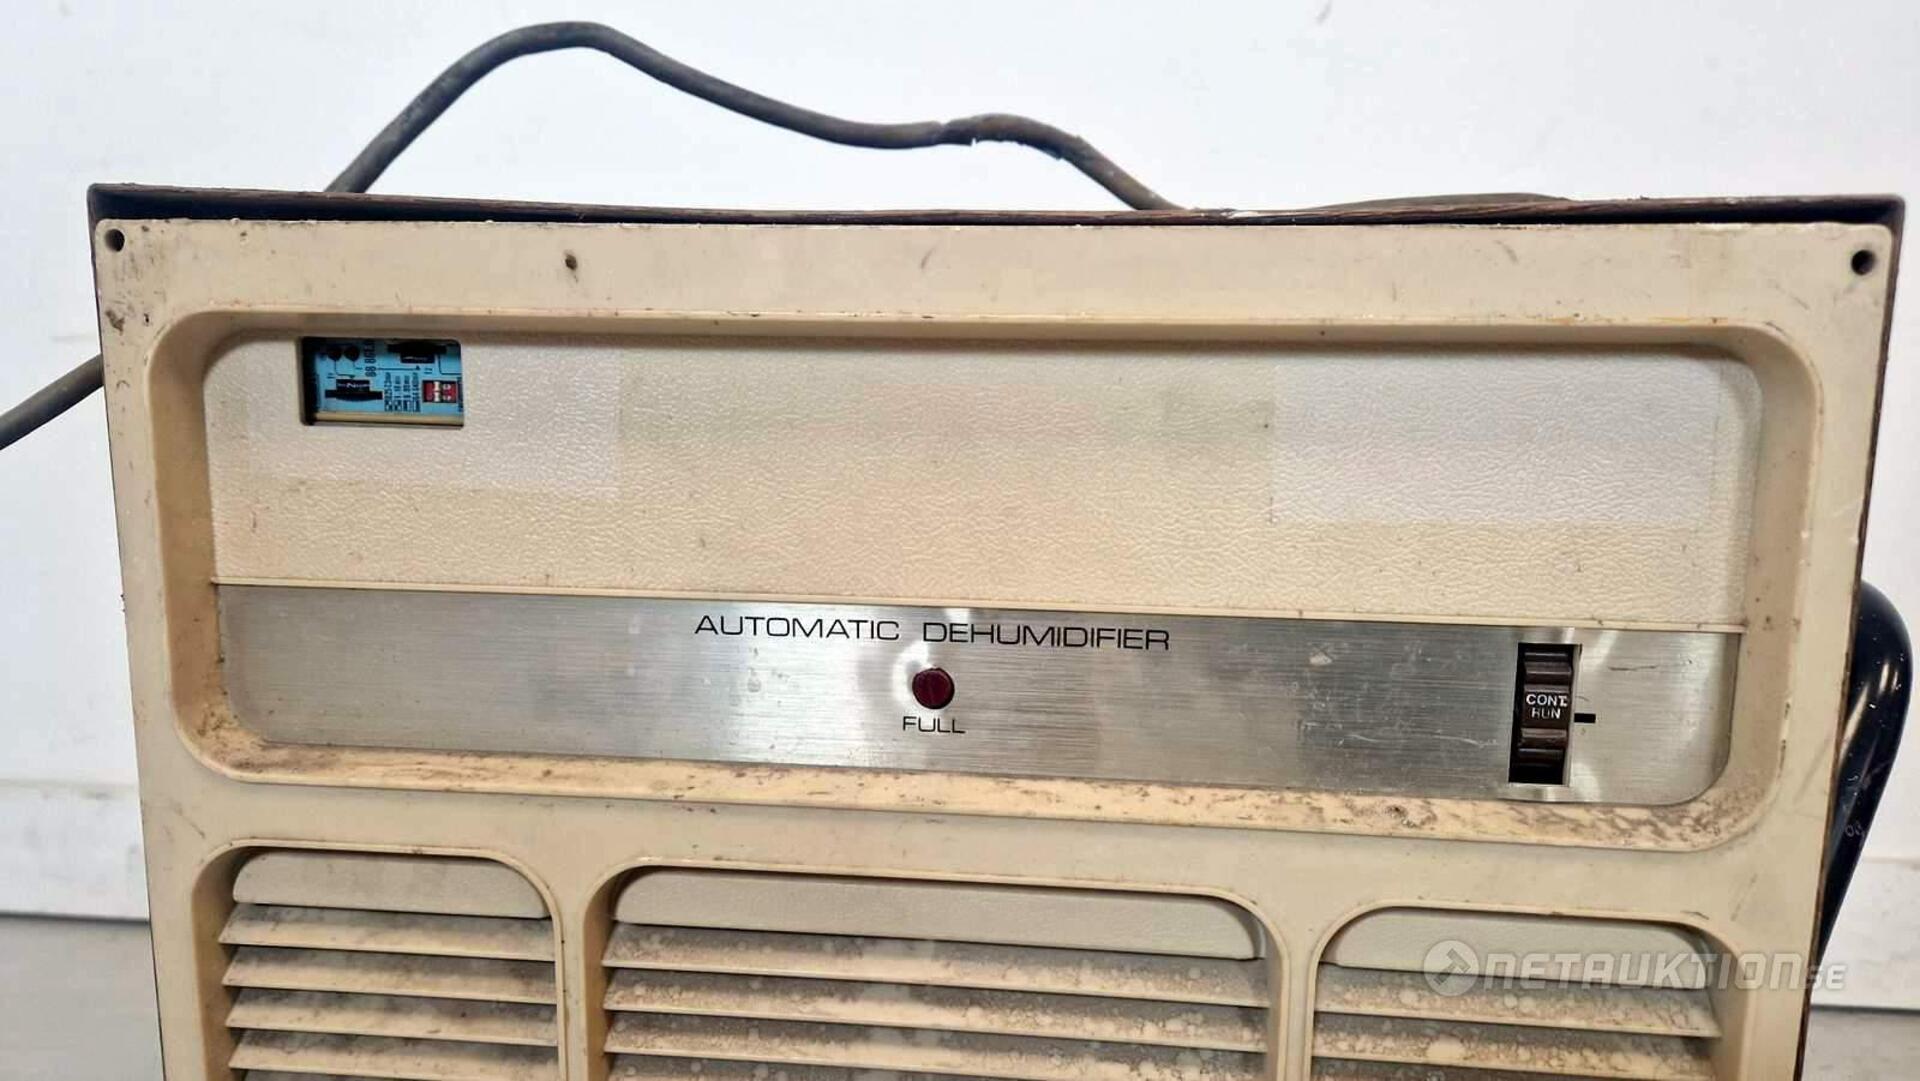 AUTOMATIC DEHUMIDIFIER
FULL
CONT.
RUN
NETAUKTION.SE